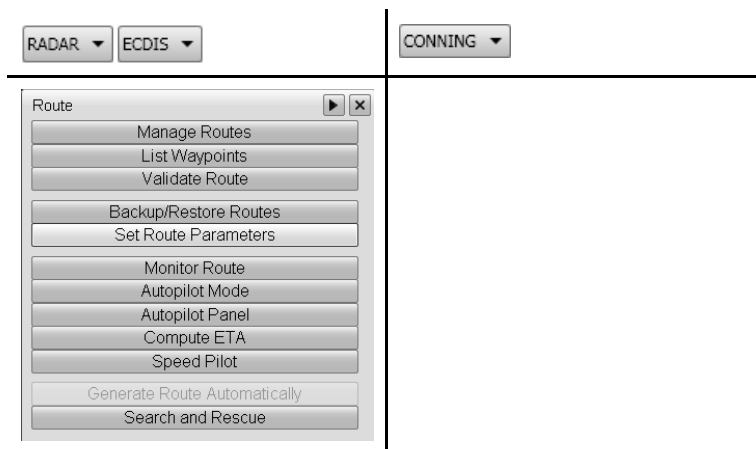 RADAR ECDIS CONNING
Route
Manage Routes
List Waypoints
Validate Route
Backup/Restore Routes
Set Route Parameters
Monitor Route
Autopilot Mode
Autopilot Panel
Compute ETA
Speed Pilot
Generate Route Automatically
Search and Rescue